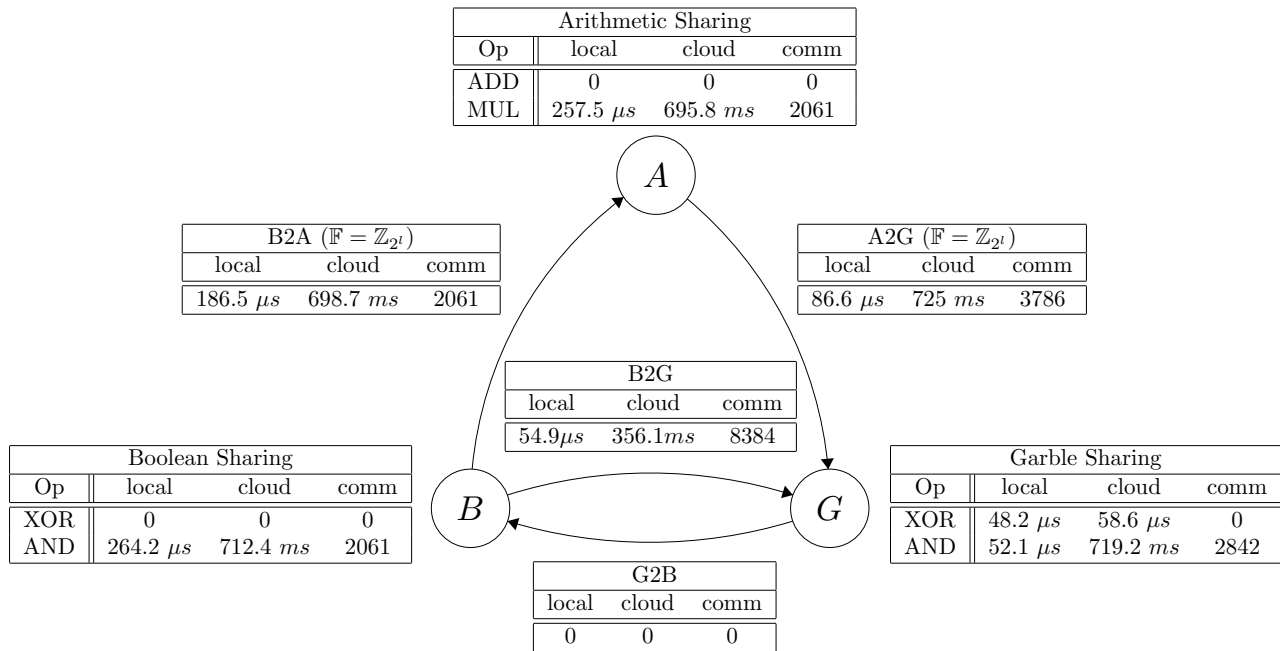 Arithmetic Sharing
Op local cloud comm
ADD 0 0 0
MUL 257.5 μs 695.8 ms 2061
A
B2A (𝔽 = ℤ_{2^l})
local cloud comm
186.5 μs 698.7 ms 2061
A2G (𝔽 = ℤ_{2^l})
local cloud comm
86.6 μs 725 ms 3786
B2G
local cloud comm
54.9μs 356.1ms 8384
Boolean Sharing
Op local cloud comm
XOR 0 0 0
AND 264.2 μs 712.4 ms 2061
B
G
Garble Sharing
Op local cloud comm
XOR 48.2 μs 58.6 μs 0
AND 52.1 μs 719.2 ms 2842
G2B
local cloud comm
0 0 0